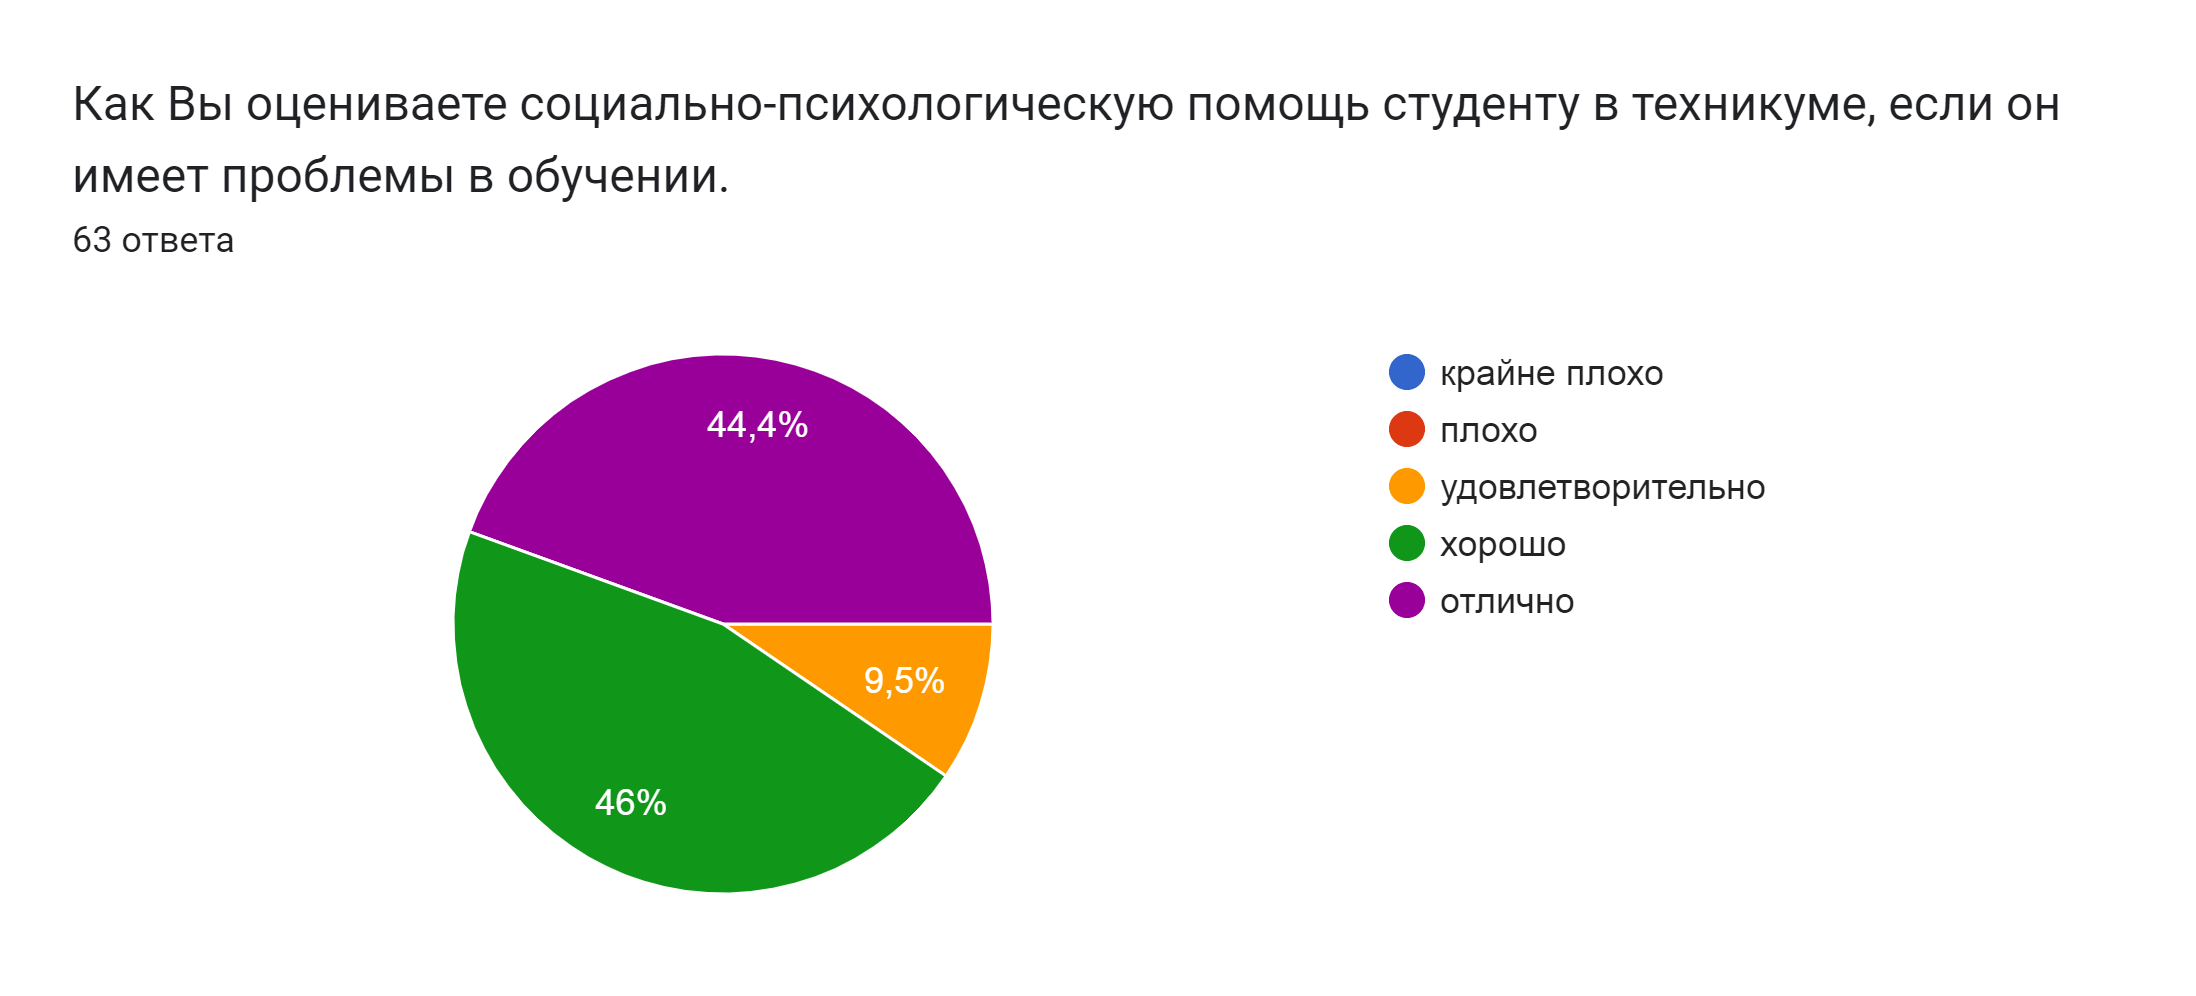 Как Вы оцениваете социально-психологическую помощь студенту в техникуме, если он
имеет проблемы в обучении.
63 ответа
44,4%
9,5%
46%
крайне плохо
плохо
удовлетворительно
хорошо
отлично